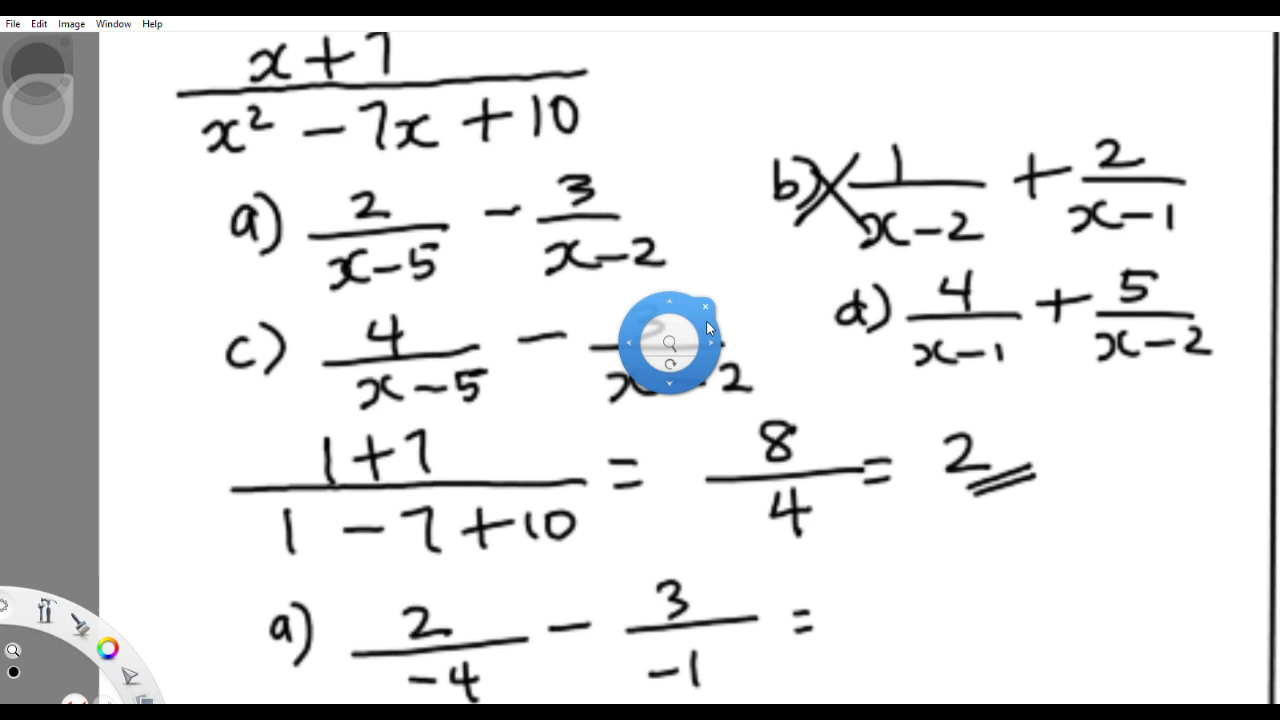 File Edit Image Window Help
x + 7
x² - 7x + 10
a) 2/(x-5) - 3/(x-2)
b) 1/(x-2) + 2/(x-1)
c) 4/(x-5) - /(x-2)
d) 4/(x-1) + 5/(x-2)
(1+7)/(1-7+10) = 8/4 = 2
a) 2/-4 - 3/-1 =